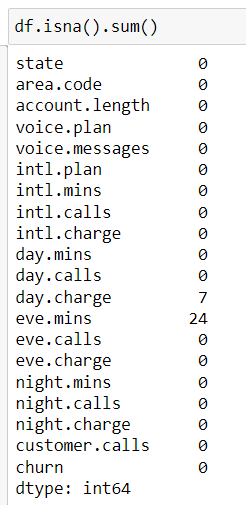 df.isna().sum()
state 0
area.code 0
account.length 0
voice.plan 0
voice.messages 0
intl.plan 0
intl.mins 0
intl.calls 0
intl.charge 0
day.mins 0
day.calls 0
day.charge 7
eve.mins 24
eve.calls 0
eve.charge 0
night.mins 0
night.calls 0
night.charge 0
customer.calls 0
churn 0
dtype: int64